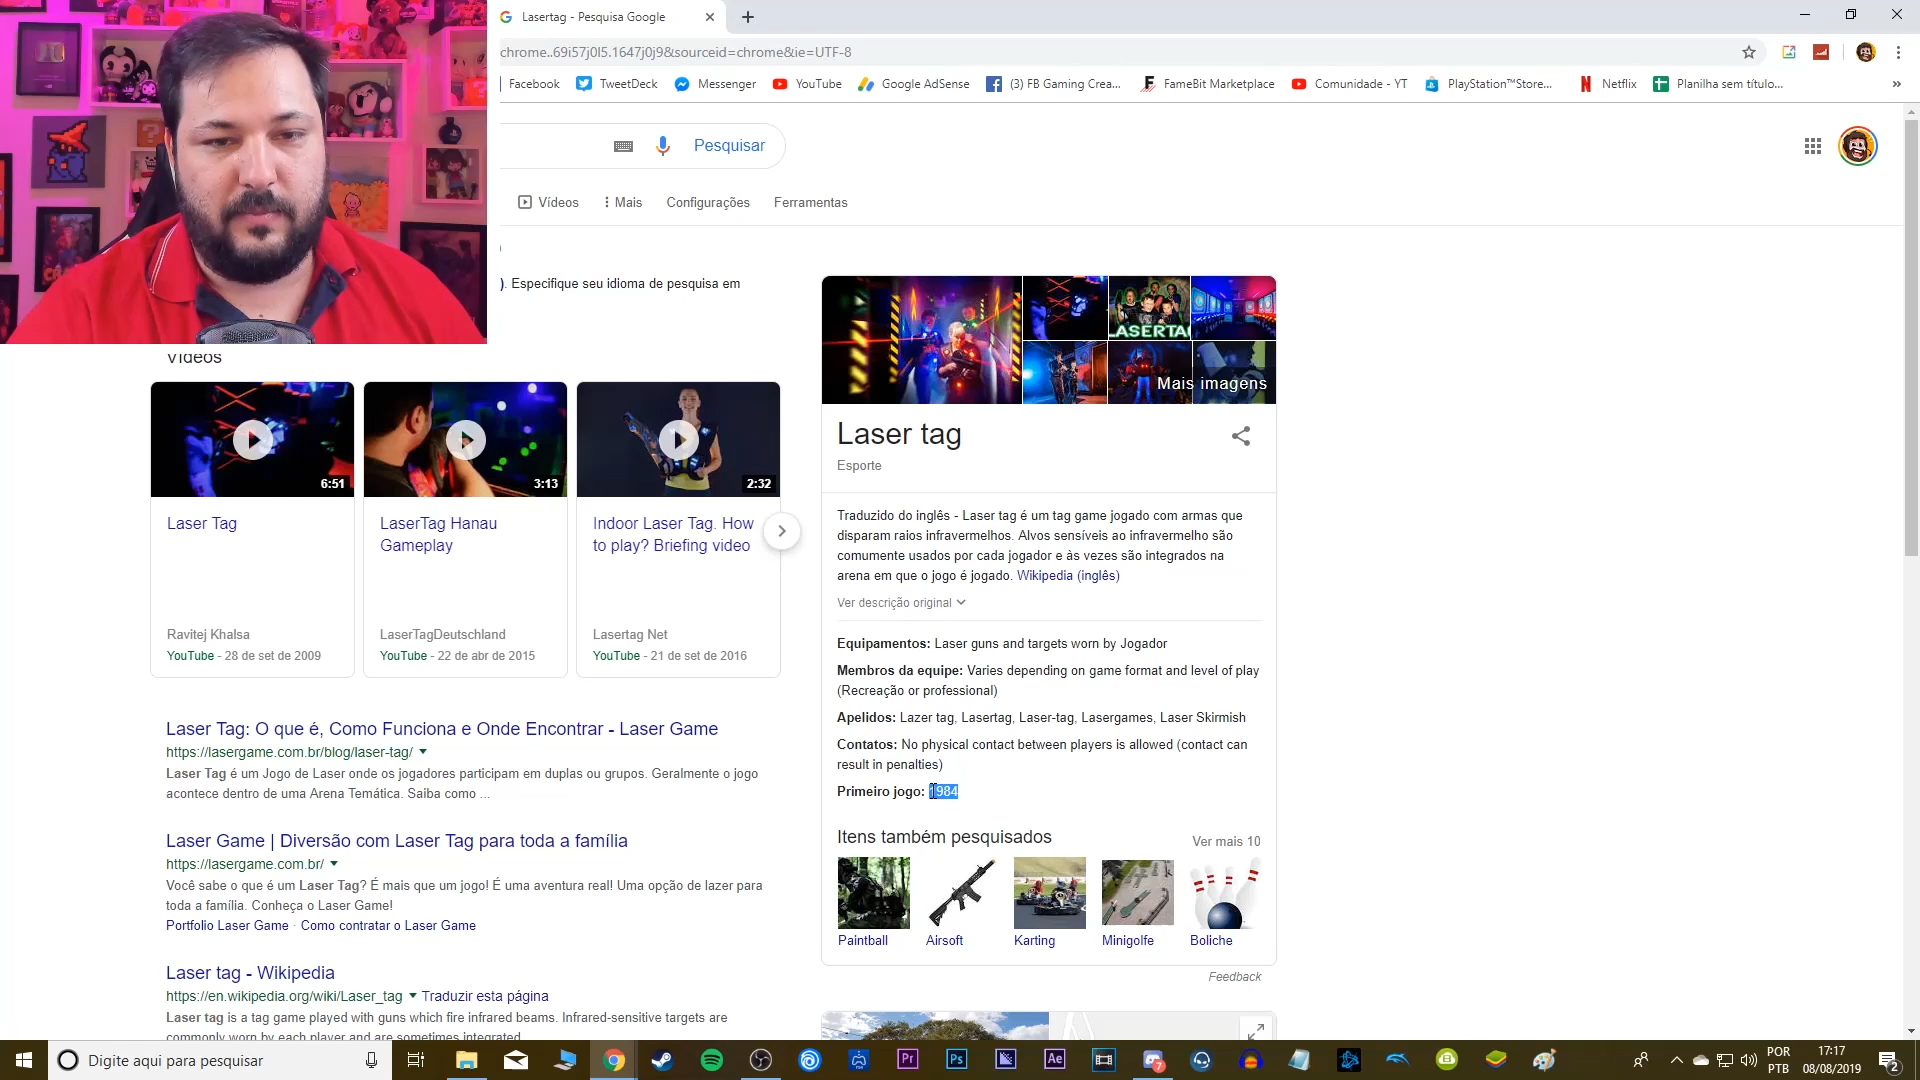 Lasertag - Pesquisa Google
chrome..69i57j0l5.1647j0j9&sourceid=chrome&ie=UTF-8
Facebook
TweetDeck
Messenger
YouTube
Google AdSense
(3) FB Gaming Crea...
FameBit Marketplace
Comunidade - YT
PlayStation™Store...
Netflix
Planilha sem título...
»
Pesquisar
Vídeos
Mais
Configurações
Ferramentas
). Especifique seu idioma de pesquisa em
Vídeos
6:51
3:13
2:32
Laser Tag
LaserTag Hanau
Gameplay
Indoor Laser Tag. How
to play? Briefing video
Ravitej Khalsa
YouTube - 28 de set de 2009
LaserTagDeutschland
YouTube - 22 de abr de 2015
Lasertag Net
YouTube - 21 de set de 2016
Laser Tag: O que é, Como Funciona e Onde Encontrar - Laser Game
https://lasergame.com.br/blog/laser-tag/
Laser Tag é um Jogo de Laser onde os jogadores participam em duplas ou grupos. Geralmente o jogo
acontece dentro de uma Arena Temática. Saiba como ...
Laser Game | Diversão com Laser Tag para toda a família
https://lasergame.com.br/
Você sabe o que é um Laser Tag? É mais que um jogo! É uma aventura real! Uma opção de lazer para
toda a família. Conheça o Laser Game!
Portfolio Laser Game · Como contratar o Laser Game
Laser tag - Wikipedia
https://en.wikipedia.org/wiki/Laser_tag Traduzir esta página
Laser tag is a tag game played with guns which fire infrared beams. Infrared-sensitive targets are
commonly worn by each player and are sometimes integrated
LASERTAG
Mais imagens
Laser tag
Esporte
Traduzido do inglês - Laser tag é um tag game jogado com armas que
disparam raios infravermelhos. Alvos sensíveis ao infravermelho são
comumente usados por cada jogador e às vezes são integrados na
arena em que o jogo é jogado. Wikipedia (inglês)
Ver descrição original
Equipamentos: Laser guns and targets worn by Jogador
Membros da equipe: Varies depending on game format and level of play
(Recreação or professional)
Apelidos: Lazer tag, Lasertag, Laser-tag, Lasergames, Laser Skirmish
Contatos: No physical contact between players is allowed (contact can
result in penalties)
Primeiro jogo: 1984
Itens também pesquisados
Ver mais 10
Paintball
Airsoft
Karting
Minigolfe
Boliche
Feedback
Digite aqui para pesquisar
Pr
Ps
Ae
7
POR
PTB
17:17
08/08/2019
2